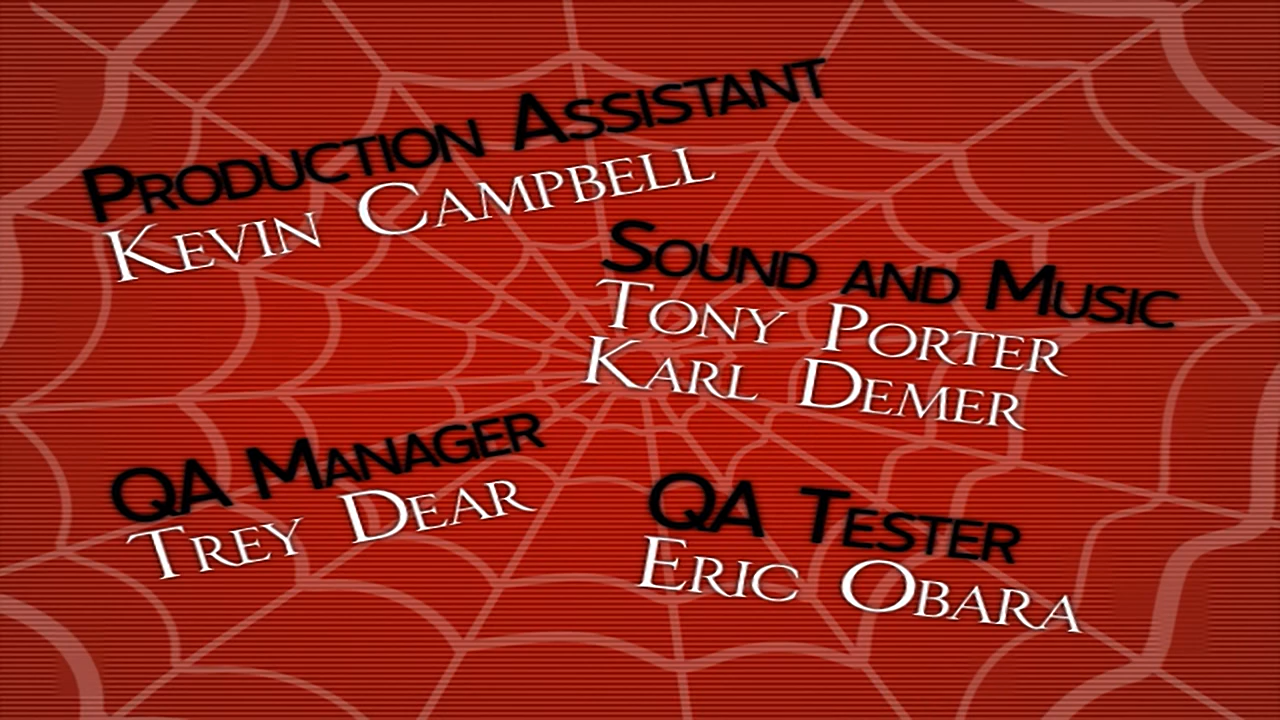 Production Assistant
Kevin Campbell
Sound and Music
Tony Porter
Karl Demer
QA Manager
Trey Dear
QA Tester
Eric Obara